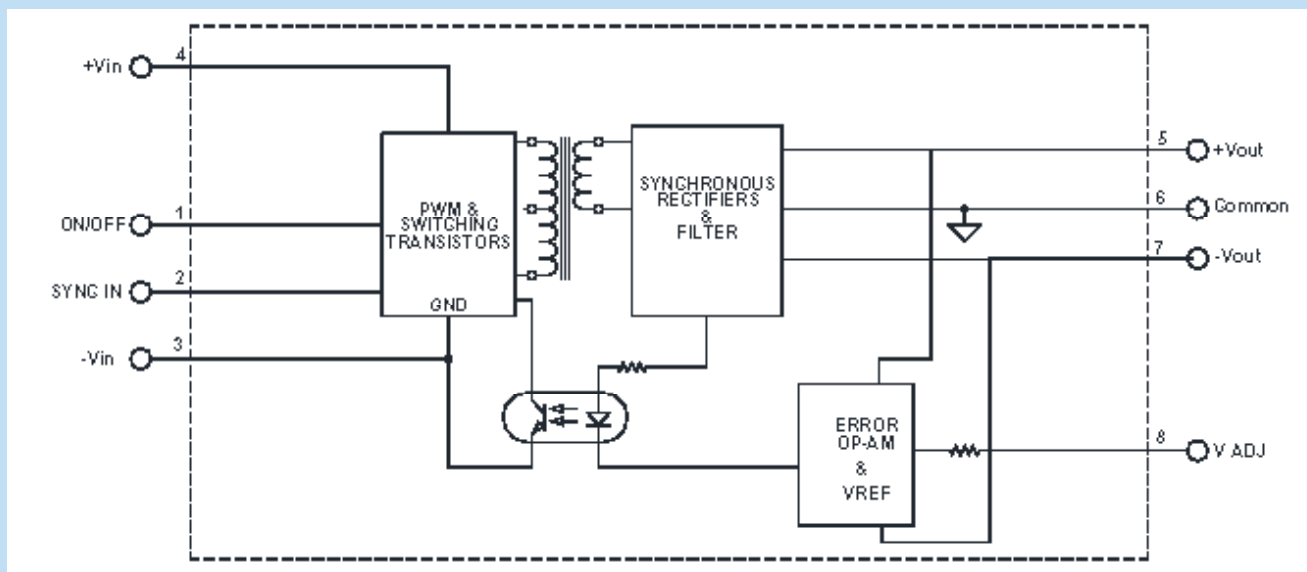 4
+Vin
5
+Vout
SYNCHRONOUS
RECTIFIERS
&
FILTER
PWM &
SWITCHING
TRANSISTORS
6
Common
1
ON/OFF
7
-Vout
2
SYNC IN
GND
3
-Vin
ERROR
OP-AM
&
VREF
8
V ADJ